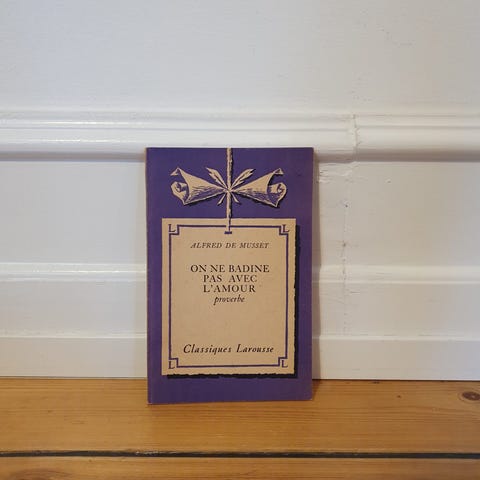 ALFRED DE MUSSET
ON NE BADINE
PAS AVEC
L'AMOUR
proverbe
Classiques Larousse